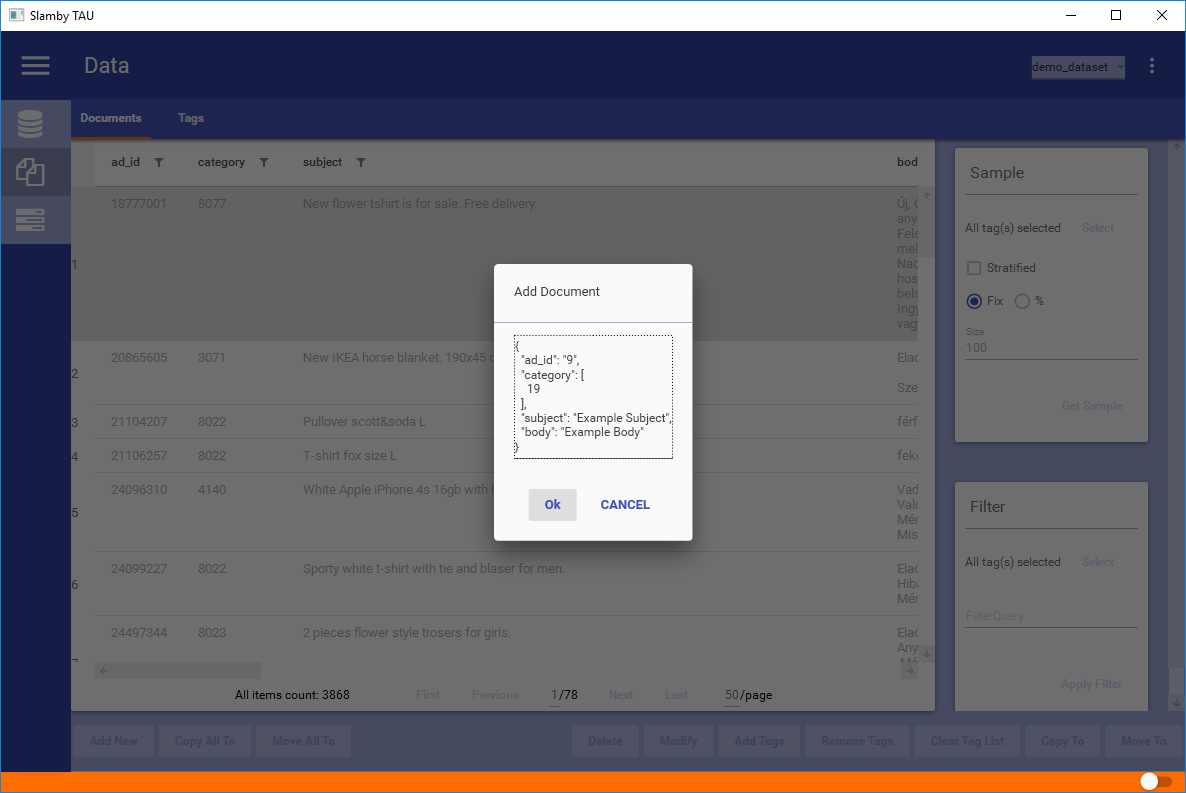 Slamby TAU
Data
demo_dataset
Documents Tags
ad_id category subject bod
1 18777001 8077 New flower tshirt is for sale. Free delivery. Új,
any
Fels
mel
Nad
hos
bels
Ingy
vag
2 20865605 3071 New IKEA horse blanket. 190x45 Elad
Sze
3 21104207 8022 Pullover scott&soda L férf
4 21106257 8022 T-shirt fox size L feke
5 24096310 4140 White Apple iPhone 4s 16gb with Vad
Valo
Mér
Mis
6 24099227 8022 Sporty white t-shirt with tie and blaser for men. Elad
Hiba
Mér
24497344 8023 2 pieces flower style trosers for girls. Elad
Any
Mé
All items count: 3868 First Previous 1/78 Next Last 50/page
Add Document
{
"ad_id": "9",
"category": [
19
],
"subject": "Example Subject",
"body": "Example Body"
}
Ok CANCEL
Sample
All tag(s) selected Select
Stratified
Fix %
Size
100
Get Sample
Filter
All tag(s) selected Select
FilterQuery
Apply Filter
Add New Copy All To Move All To Delete Modify Add Tags Remove Tags Clear Tag List Copy To Move To